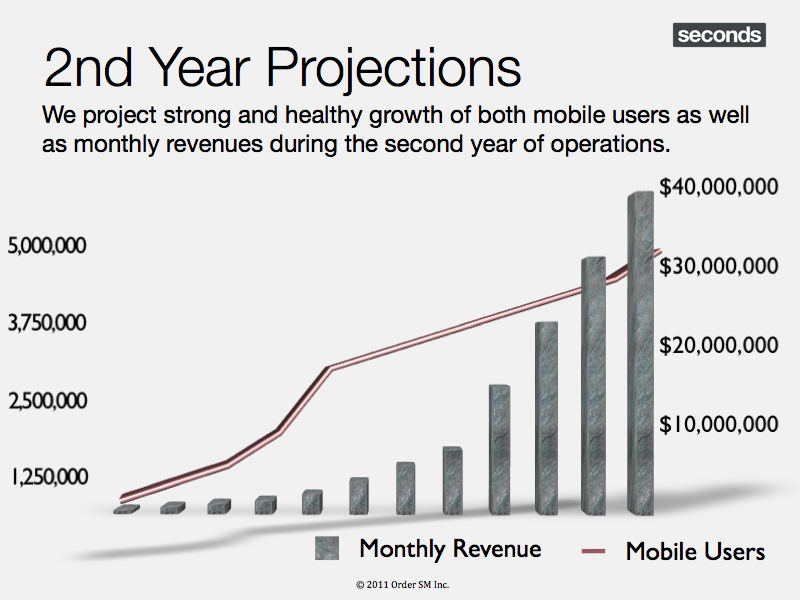 seconds
2nd Year Projections
We project strong and healthy growth of both mobile users as well
as monthly revenues during the second year of operations.
5,000,000
3,750,000
2,500,000
1,250,000
$40,000,000
$30,000,000
$20,000,000
$10,000,000
Monthly Revenue
Mobile Users
© 2011 Order SM Inc.